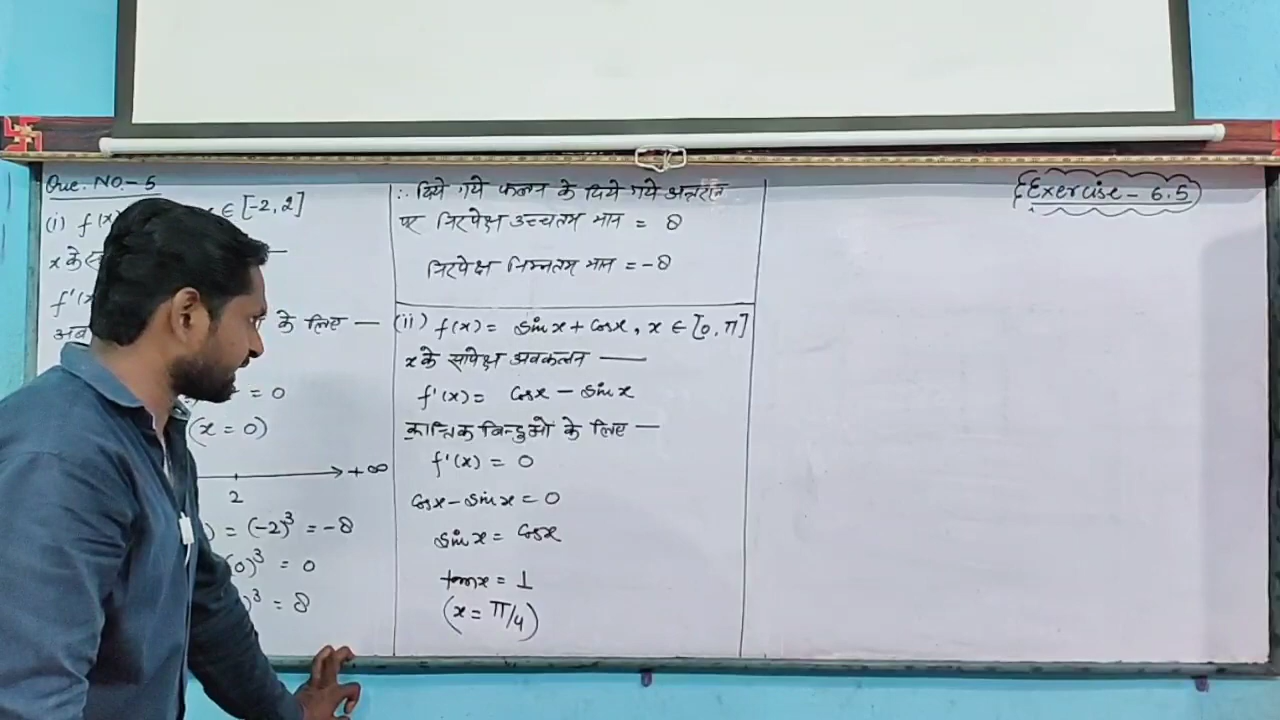 Que. NO.- 5
(i) f(x ∈ [-2, 2]
x के
f'(x
अब के लिए —
= 0
(x = 0)
+∞
2
) = (-2)³ = -8
(0)³ = 0
)³ = 8
∴ दिये गये फलन के दिये गये अन्तराल
पर निरपेक्ष उच्चतम मान = 8
निरपेक्ष निम्नतम मान = -8
(ii) f(x) = sin x + cos x, x ∈ [0, π]
x के सापेक्ष अवकलन —
f'(x) = cos x - sin x
क्रान्तिक बिन्दुओं के लिए —
f'(x) = 0
cos x - sin x = 0
sin x = cos x
tan x = 1
(x = π/4)
Exercise - 6.5